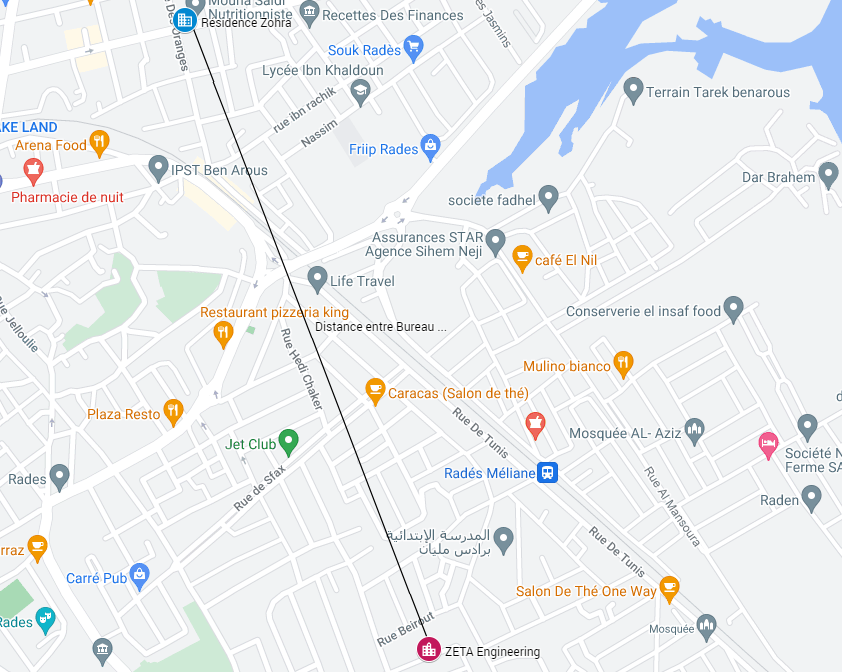 Mouna Saidi
Nutritionniste
Recettes Des Finances
Residence Zohra
Des Oranges
es Jasmins
Souk Radès
Lycée Ibn Khaldoun
rue ibn rachik
Nassim
Terrain Tarek benarous
AKE LAND
Arena Food
Friip Rades
IPST Ben Arous
Pharmacie de nuit
Dar Brahem
societe fadhel
Assurances STAR
Agence Sihem Neji
café El Nil
Life Travel
Rue Jelloulie
Restaurant pizzeria king
Conserverie el insaf food
Distance entre Bureau ...
Rue Hedi Chaker
Mulino bianco
Caracas (Salon de thé)
Plaza Resto
Rue De Tunis
Mosquée AL- Aziz
Jet Club
Société N
Ferme SA
Rades
Radés Méliane
Rue de Sfax
Rue Al Mansoura
Raden
المدرسة الإبتدائية
برادس مليان
Rue De Tunis
rraz
Carré Pub
Salon De Thé One Way
Rades
Rue Beirout
Mosquée
ZETA Engineering